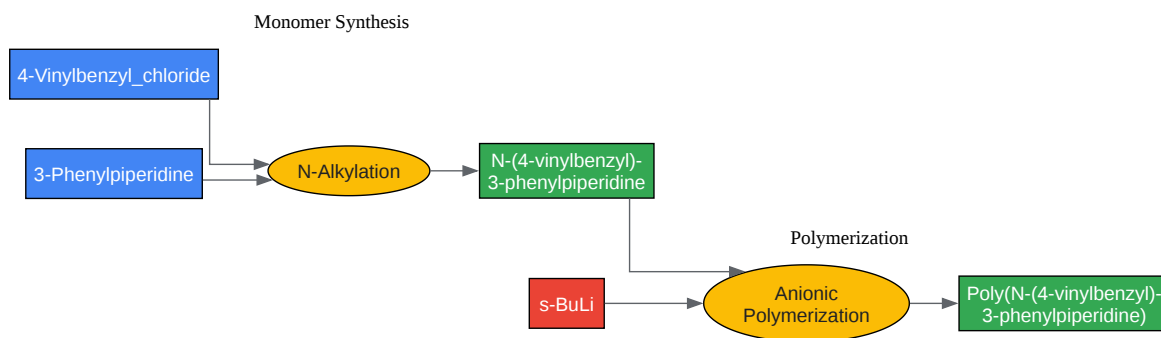 Monomer Synthesis
4-Vinylbenzyl_chloride
3-Phenylpiperidine
N-Alkylation
N-(4-vinylbenzyl)-
3-phenylpiperidine
Polymerization
s-BuLi
Anionic
Polymerization
Poly(N-(4-vinylbenzyl)-
3-phenylpiperidine)